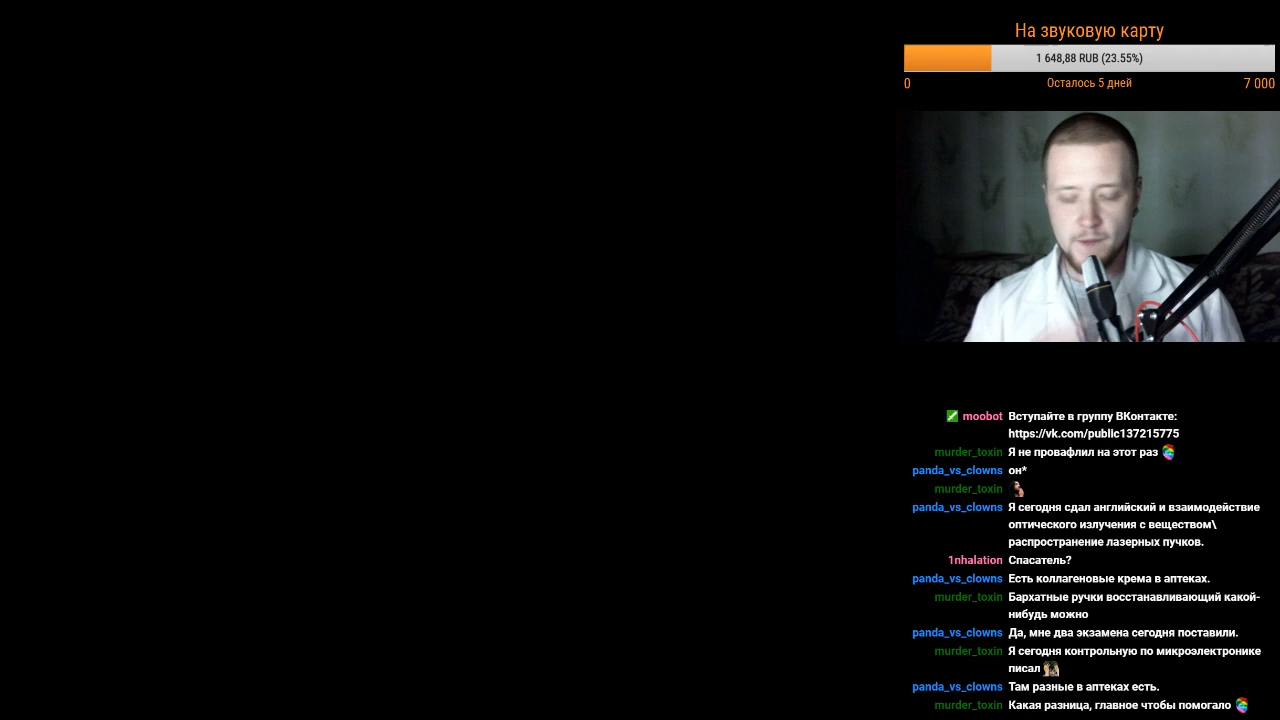 На звуковую карту
1 648,88 RUB (23.55%)
0 Осталось 5 дней 7 000
moobot Вступайте в группу ВКонтакте:
https://vk.com/public137215775
murder_toxin Я не провафлил на этот раз
panda_vs_clowns он*
murder_toxin
panda_vs_clowns Я сегодня сдал английский и взаимодействие
оптического излучения с веществом\
распространение лазерных пучков.
1nhalation Спасатель?
panda_vs_clowns Есть коллагеновые крема в аптеках.
murder_toxin Бархатные ручки восстанавливающий какой-
нибудь можно
panda_vs_clowns Да, мне два экзамена сегодня поставили.
murder_toxin Я сегодня контрольную по микроэлектронике
писал
panda_vs_clowns Там разные в аптеках есть.
murder_toxin Какая разница, главное чтобы помогало